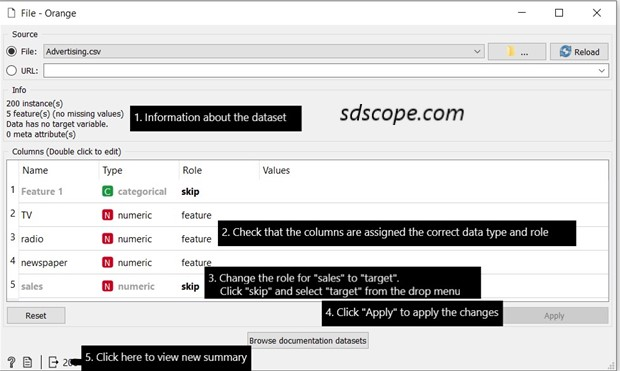 File - Orange
Source
File: Advertising.csv ... Reload
URL:
Info
200 instance(s)
5 feature(s) (no missing values)
Data has no target variable.
0 meta attribute(s)
1. Information about the dataset
sdscope.com
Columns (Double click to edit)
Name Type Role Values
1 Feature 1 C categorical skip
2 TV N numeric feature
3 radio N numeric feature
2. Check that the columns are assigned the correct data type and role
4 newspaper N numeric feature
5 sales N numeric skip
3. Change the role for "sales" to "target".
Click "skip" and select "target" from the drop menu
4. Click "Apply" to apply the changes
Reset Apply
Browse documentation datasets
5. Click here to view new summary